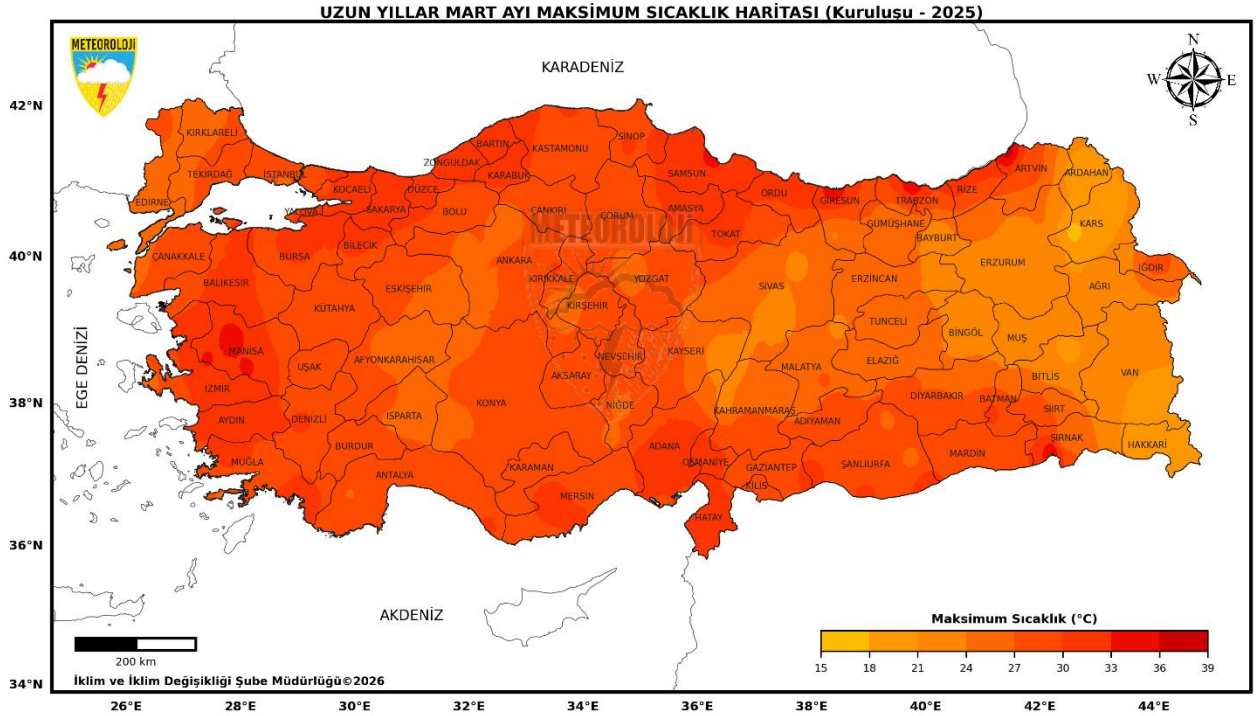 UZUN YILLAR MART AYI MAKSİMUM SICAKLIK HARİTASI (Kuruluşu - 2025)
METEOROLOJİ
N
W E
S
KARADENİZ
42°N
40°N
38°N
36°N
34°N
KIRKLARELİ
TEKİRDAĞ
İSTANBUL
EDİRNE
KOCAELİ
YALOVA
SAKARYA
DÜZCE
ZONGULDAK
BARTIN
KARABÜK
KASTAMONU
SİNOP
SAMSUN
ORDU
GİRESUN
TRABZON
RİZE
ARTVİN
ARDAHAN
BOLU
ÇANKIRI
ÇORUM
AMASYA
TOKAT
GÜMÜŞHANE
BAYBURT
KARS
METEOROLOJİ
ÇANAKKALE
BALIKESİR
BURSA
BİLECİK
ESKİŞEHİR
ANKARA
KIRIKKALE
YOZGAT
SİVAS
ERZİNCAN
ERZURUM
AĞRI
IĞDIR
KÜTAHYA
KIRŞEHİR
TUNCELİ
BİNGÖL
MUŞ
MANİSA
UŞAK
AFYONKARAHİSAR
NEVŞEHİR
KAYSERİ
MALATYA
ELAZIĞ
BİTLİS
VAN
İZMİR
AKSARAY
AYDIN
DENİZLİ
ISPARTA
KONYA
NİĞDE
KAHRAMANMARAŞ
ADIYAMAN
DİYARBAKIR
BATMAN
SİİRT
MUĞLA
BURDUR
ANTALYA
KARAMAN
MERSİN
ADANA
OSMANİYE
GAZİANTEP
KİLİS
ŞANLIURFA
MARDİN
ŞIRNAK
HAKKARİ
HATAY
EGE DENİZİ
AKDENİZ
200 km
İklim ve İklim Değişikliği Şube Müdürlüğü©2026
Maksimum Sıcaklık (°C)
15 18 21 24 27 30 33 36 39
26°E 28°E 30°E 32°E 34°E 36°E 38°E 40°E 42°E 44°E